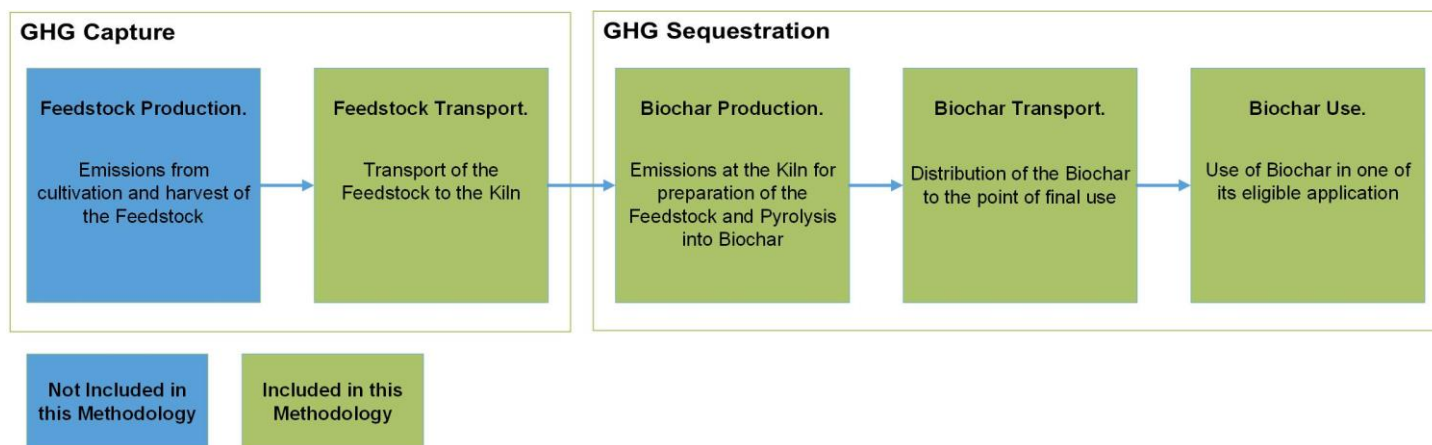 GHG Capture
Feedstock Production.
Emissions from
cultivation and harvest of
the Feedstock
Feedstock Transport.
Transport of the
Feedstock to the Kiln
GHG Sequestration
Biochar Production.
Emissions at the Kiln for
preparation of the
Feedstock and Pyrolysis
into Biochar
Biochar Transport.
Distribution of the Biochar
to the point of final use
Biochar Use.
Use of Biochar in one of
its eligible application
Not Included in
this Methodology
Included in this
Methodology